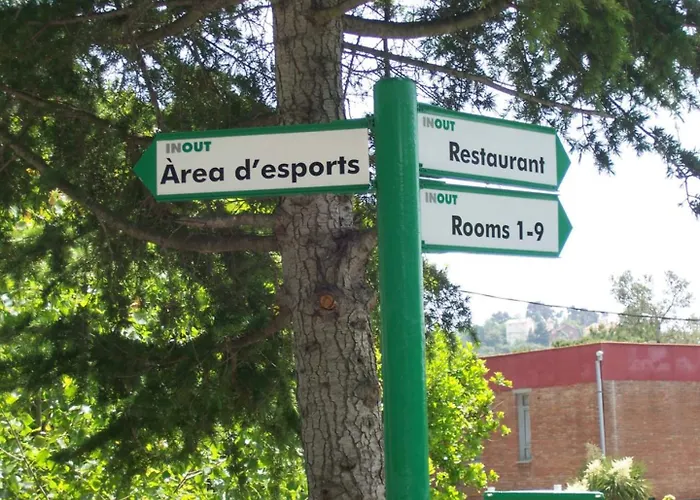 INOUT
Àrea d'esports
INOUT
Restaurant
INOUT
Rooms 1-9